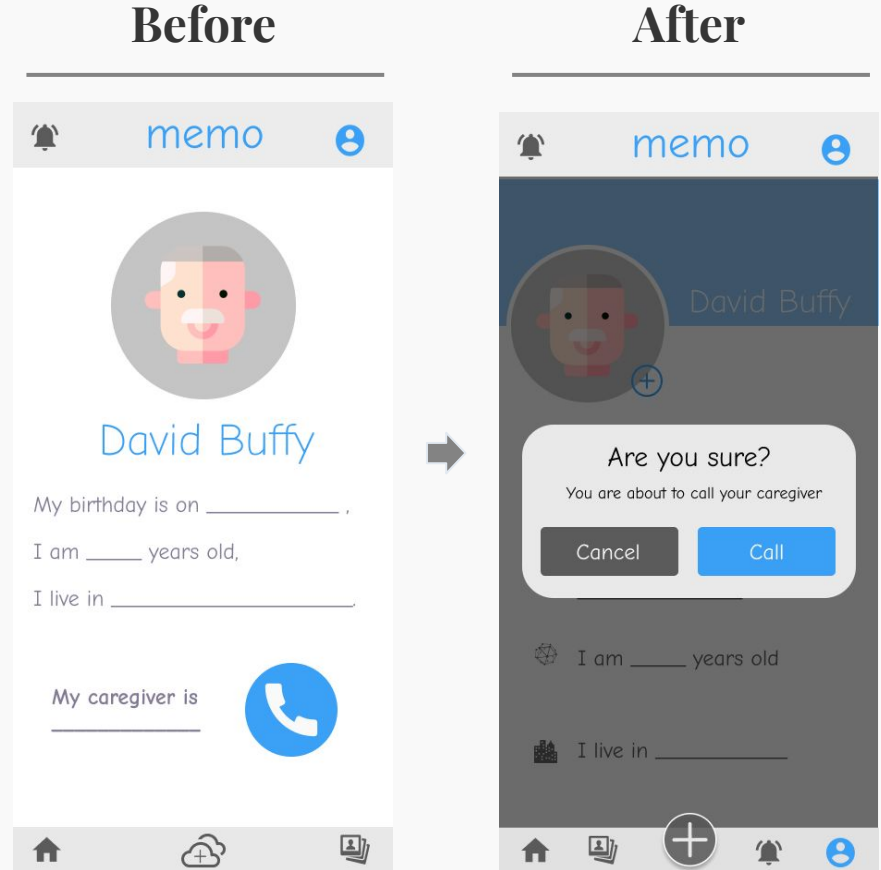 Before
memo
David Buffy
My birthday is on ____________ ,
I am _____ years old,
I live in ______________________.
My caregiver is
______________
After
memo
David Buffy
Are you sure?
You are about to call your caregiver
Cancel
Call
I am _____ years old
I live in ____________